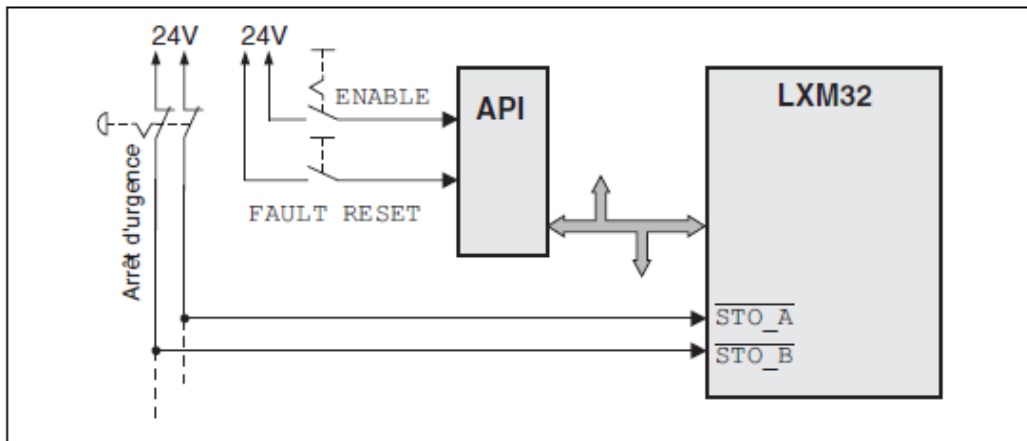 24V 24V
ENABLE
API
LXM32
Arrêt d'urgence
FAULT RESET
STO_A
STO_B